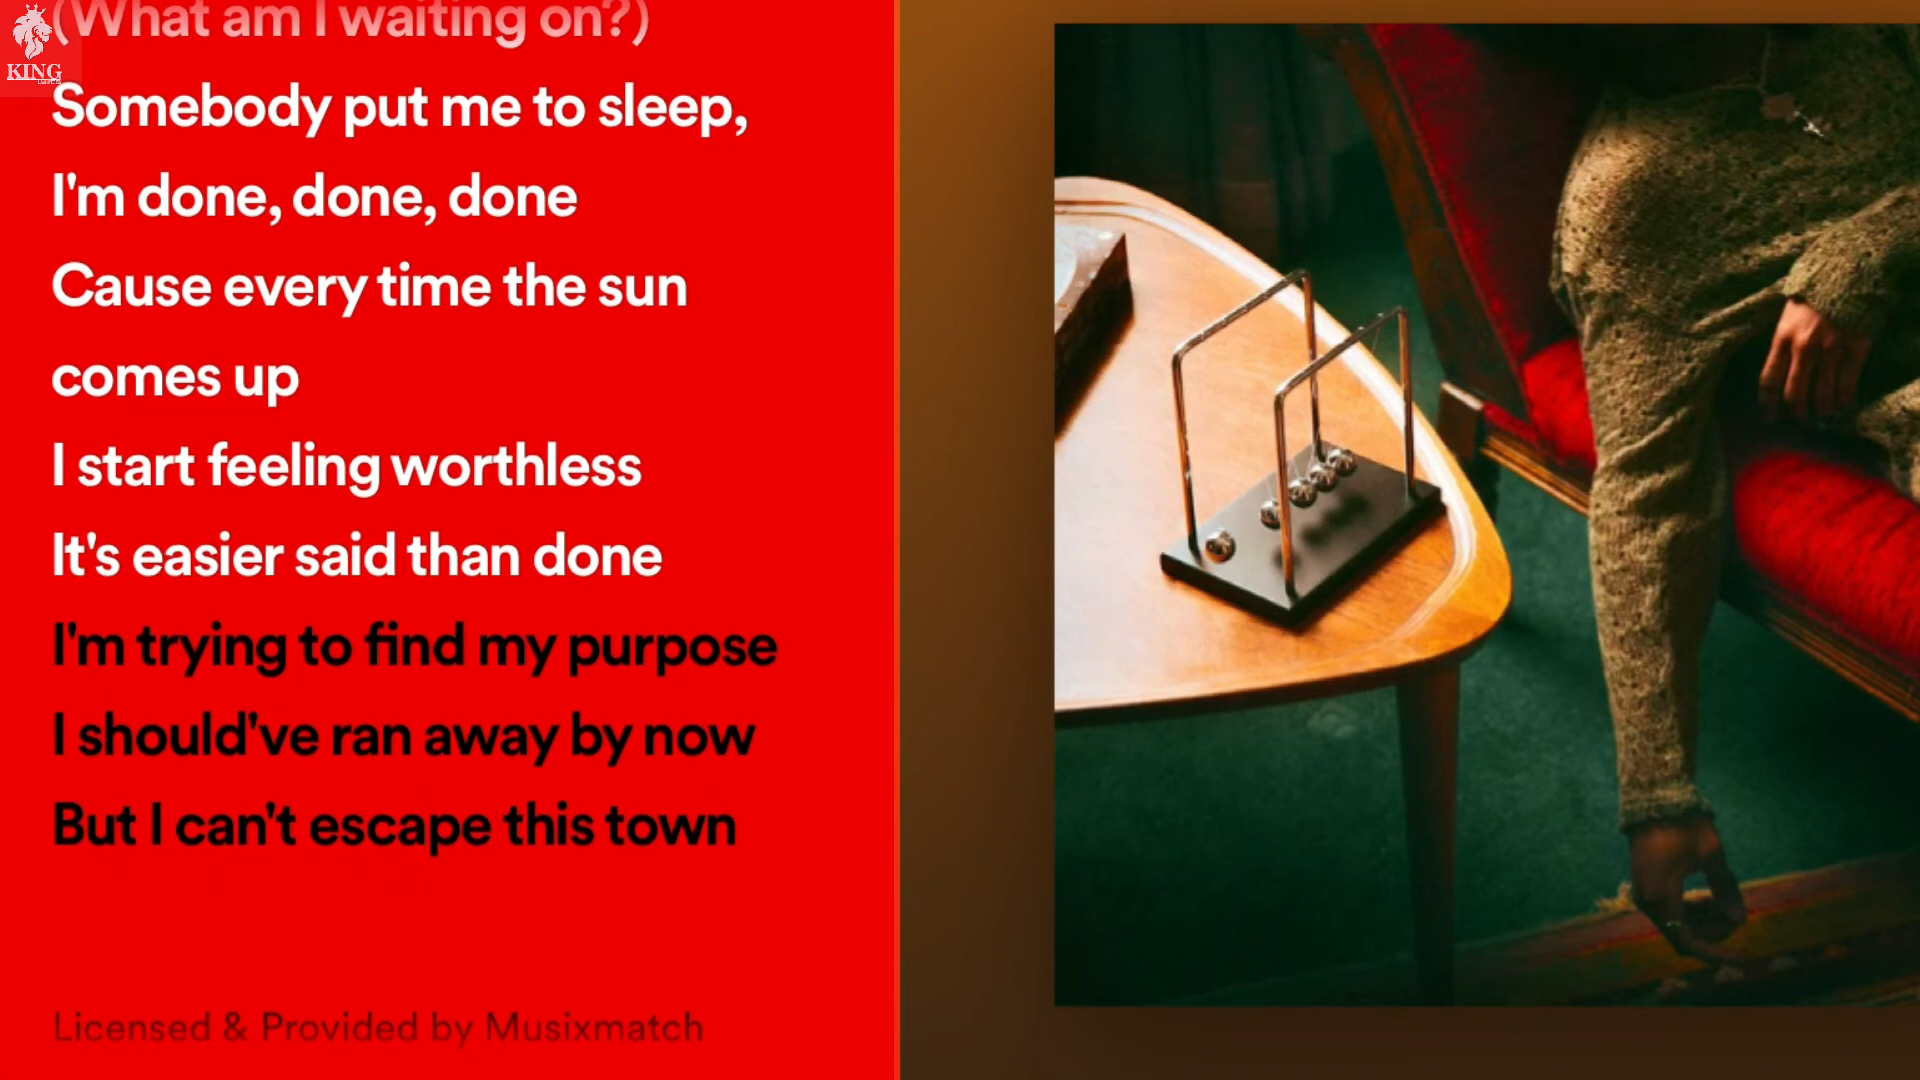 (What am I waiting on?)
KING
Somebody put me to sleep,
I'm done, done, done
Cause every time the sun
comes up
I start feeling worthless
It's easier said than done
I'm trying to find my purpose
I should've ran away by now
But I can't escape this town
Licensed & Provided by Musixmatch